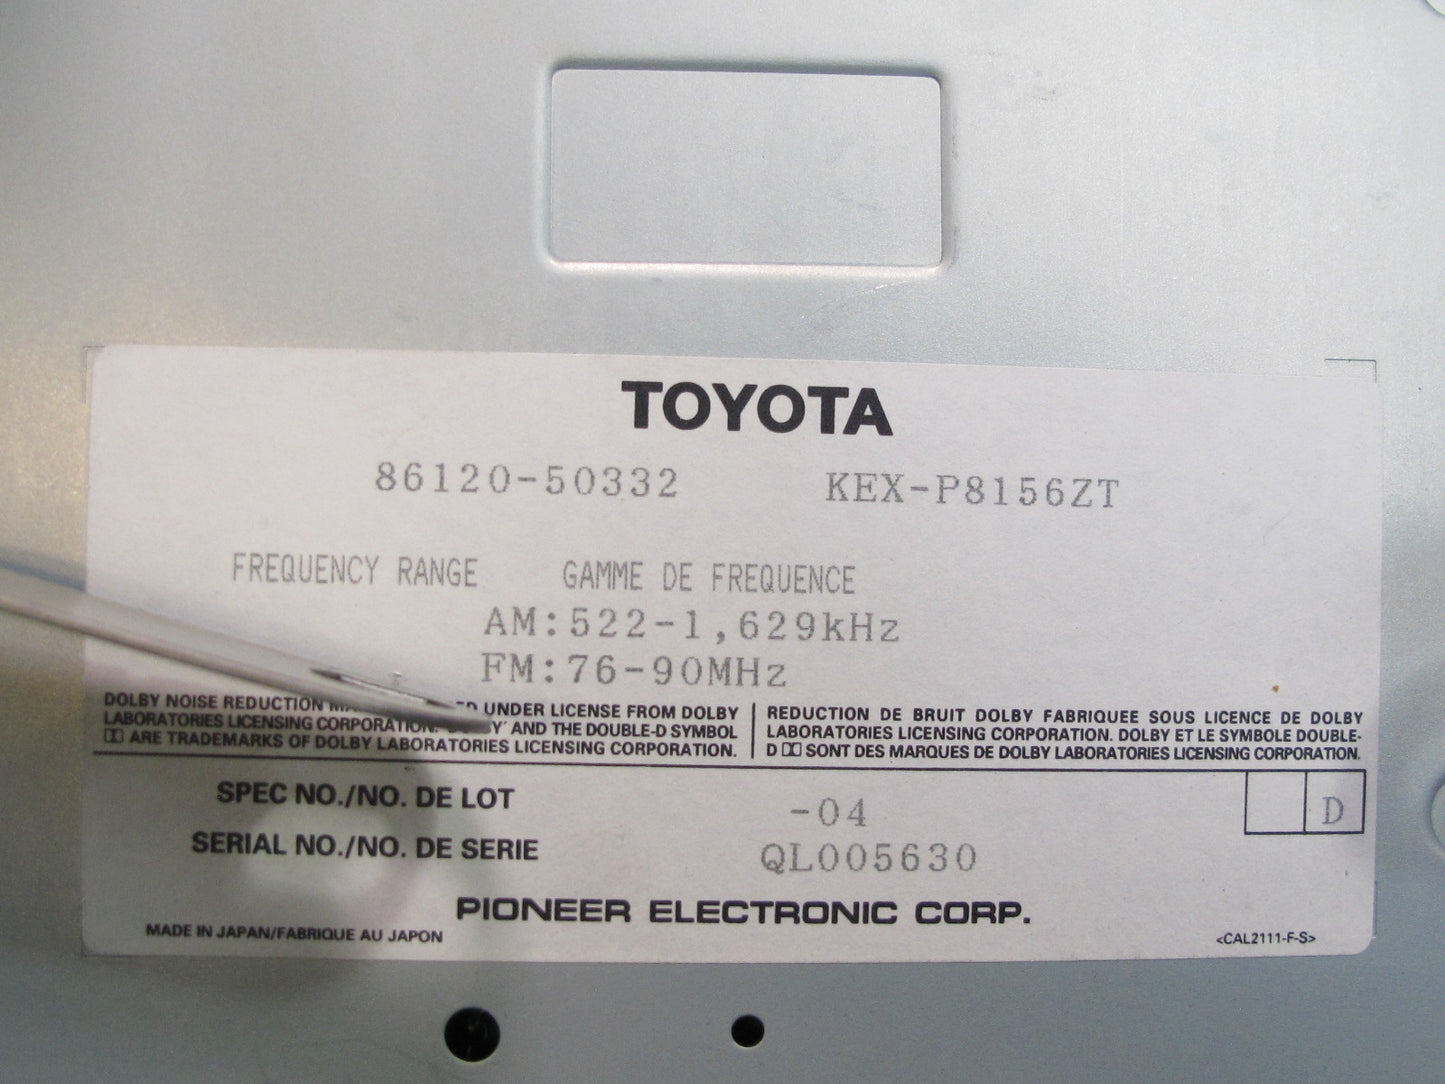 TOYOTA
86120-50332 KEX-P8156ZT
FREQUENCY RANGE GAMME DE FREQUENCE
AM:522-1,629kHz
FM:76-90MHz
DOLBY NOISE REDUCTION UNDER LICENSE FROM DOLBY
LABORATORIES LICENSING CORPORATION. AND THE DOUBLE-D SYMBOL
ARE TRADEMARKS OF DOLBY LABORATORIES LICENSING CORPORATION.
REDUCTION DE BRUIT DOLBY FABRIQUEE SOUS LICENCE DE DOLBY
LABORATORIES LICENSING CORPORATION. DOLBY ET LE SYMBOLE DOUBLE-
D SONT DES MARQUES DE DOLBY LABORATORIES LICENSING CORPORATION.
SPEC NO./NO. DE LOT -04 D
SERIAL NO./NO. DE SERIE QL005630
PIONEER ELECTRONIC CORP.
MADE IN JAPAN/FABRIQUE AU JAPON <CAL2111-F-S>